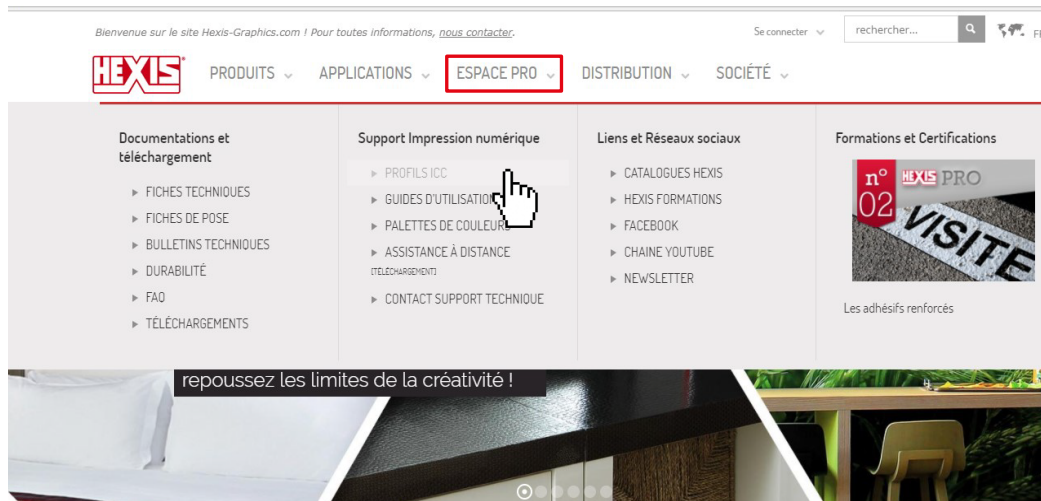 Bienvenue sur le site Hexis-Graphics.com ! Pour toutes informations, nous contacter.
Se connecter
rechercher...
HEXIS
PRODUITS
APPLICATIONS
ESPACE PRO
DISTRIBUTION
SOCIÉTÉ
Documentations et
téléchargement
FICHES TECHNIQUES
FICHES DE POSE
BULLETINS TECHNIQUES
DURABILITÉ
FAQ
TÉLÉCHARGEMENTS
Support Impression numérique
PROFILS ICC
GUIDES D'UTILISATION
PALETTES DE COULEURS
ASSISTANCE À DISTANCE
[TÉLÉCHARGEMENT]
CONTACT SUPPORT TECHNIQUE
Liens et Réseaux sociaux
CATALOGUES HEXIS
HEXIS FORMATIONS
FACEBOOK
CHAINE YOUTUBE
NEWSLETTER
Formations et Certifications
n° 02
HEXIS PRO
VISITE
Les adhésifs renforcés
repoussez les limites de la créativité !